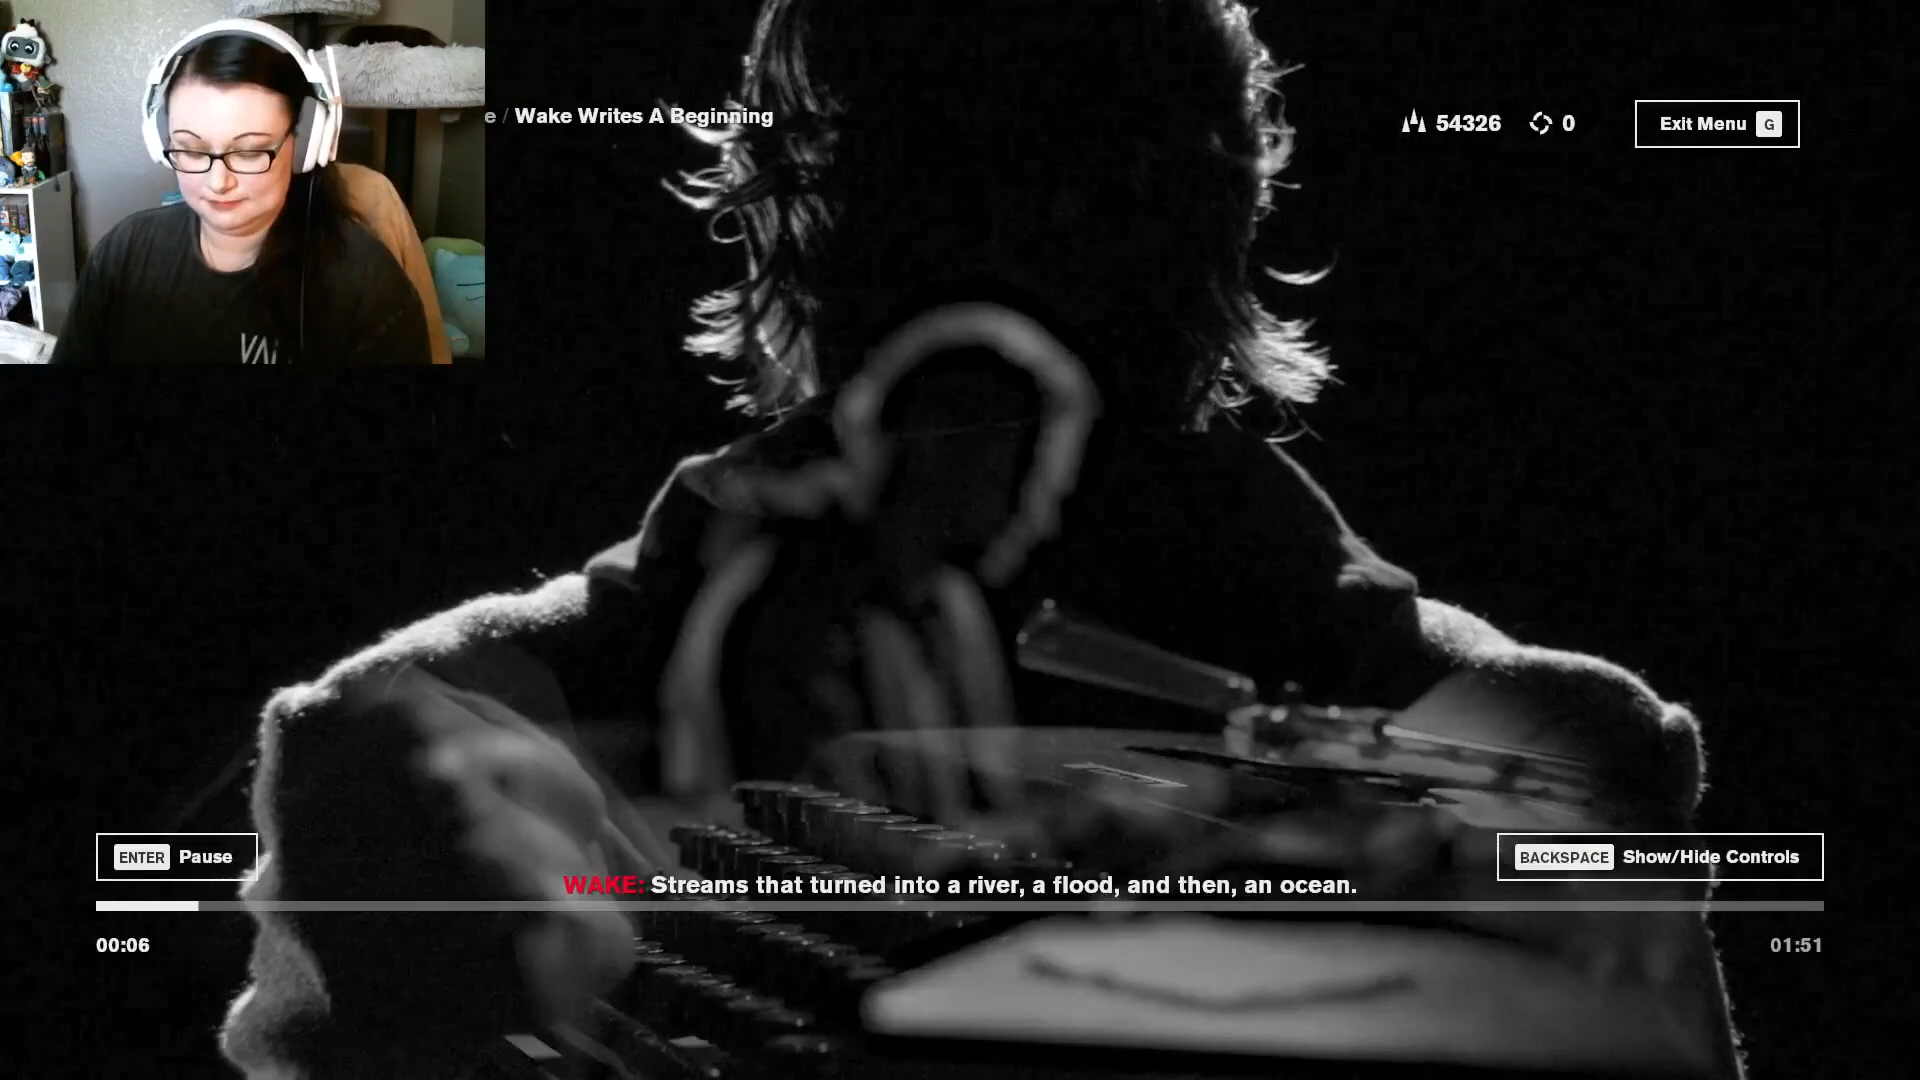 e / Wake Writes A Beginning
54326
0
Exit Menu G
ENTER Pause
BACKSPACE Show/Hide Controls
WAKE: Streams that turned into a river, a flood, and then, an ocean.
00:06
01:51